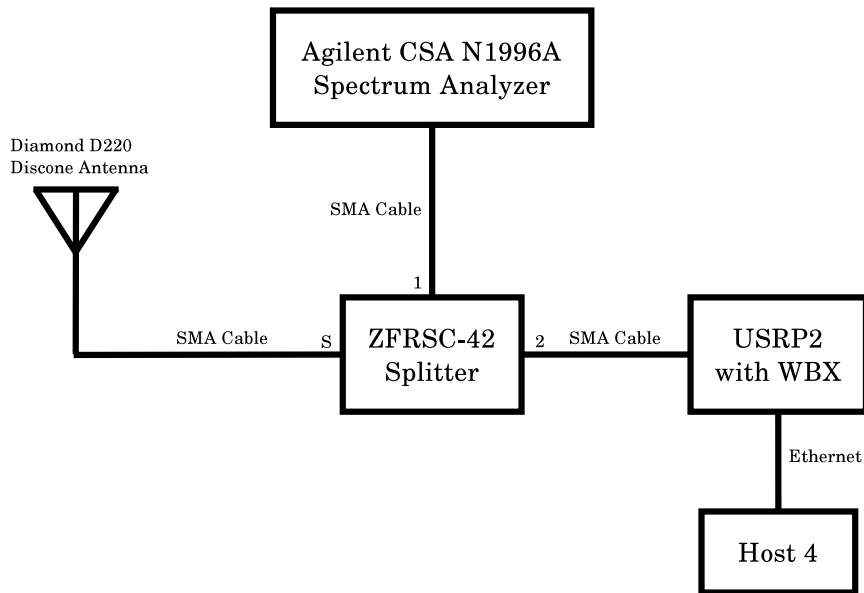 Agilent CSA N1996A
Spectrum Analyzer
Diamond D220
Discone Antenna
SMA Cable
1
SMA Cable
S
ZFRSC-42
Splitter
2
SMA Cable
USRP2
with WBX
Ethernet
Host 4